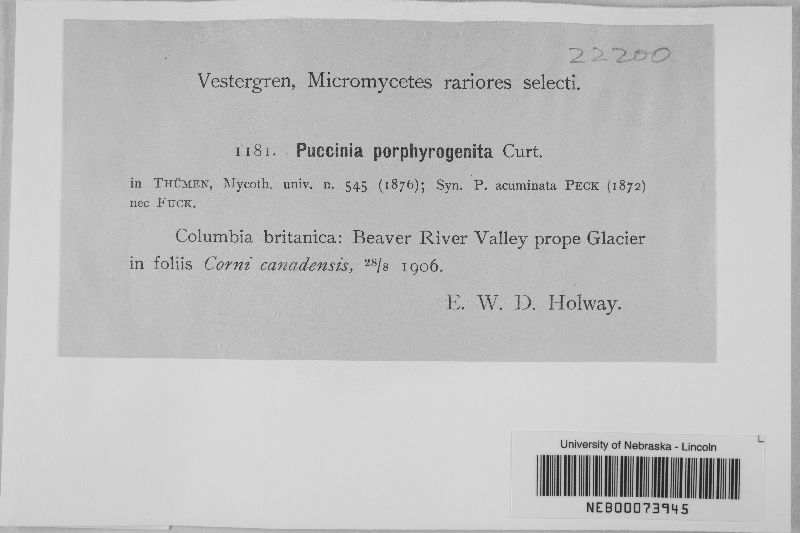 22200
Vestergren, Micromycetes rariores selecti.
1181. Puccinia porphyrogenita Curt.
in THÜMEN, Mycoth. univ. n. 545 (1876); Syn. P. acuminata PECK (1872)
nec FUCK.
Columbia britanica: Beaver River Valley prope Glacier
in foliis Corni canadensis, 28/8 1906.
E. W. D. Holway.
University of Nebraska - Lincoln
L
NEB00073945